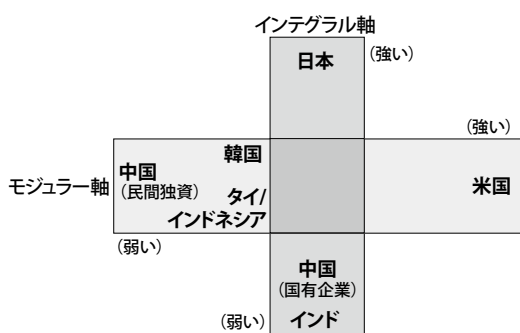 インテグラル軸
日本
（強い）
（強い）
韓国
中国
（民間独資）
モジュラー軸
タイ/
インドネシア
米国
（弱い）
中国
（国有企業）
（弱い）
インド